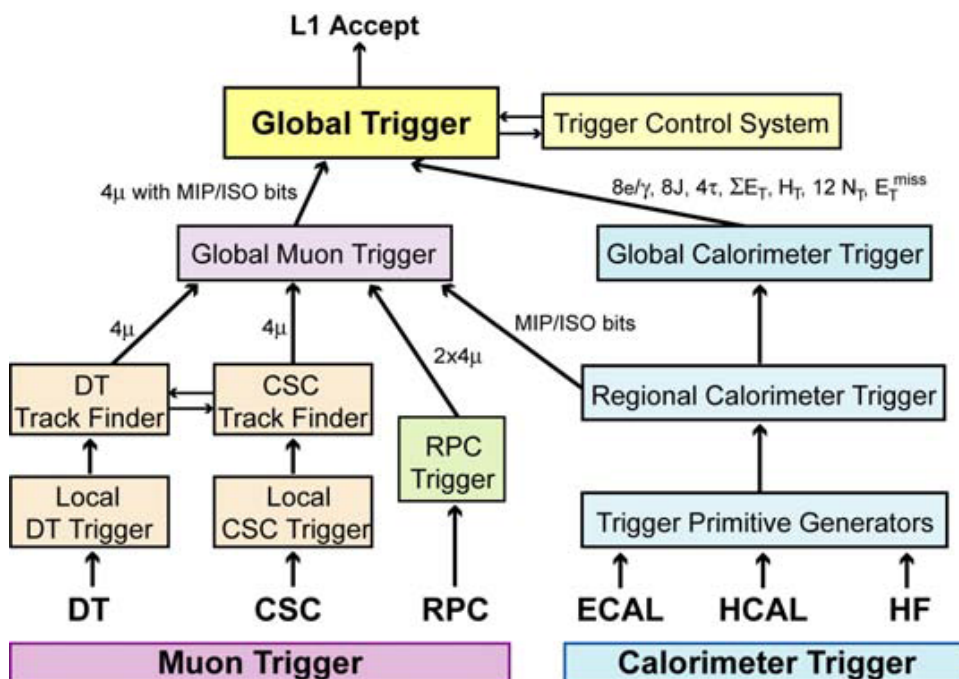 L1 Accept
Global Trigger
Trigger Control System
4μ with MIP/ISO bits
8e/γ, 8J, 4τ, ΣE_T, H_T, 12 N_T, E_T^miss
Global Muon Trigger
Global Calorimeter Trigger
4μ
4μ
2x4μ
MIP/ISO bits
DT
Track Finder
CSC
Track Finder
Regional Calorimeter Trigger
RPC
Trigger
Local
DT Trigger
Local
CSC Trigger
Trigger Primitive Generators
DT
CSC
RPC
ECAL
HCAL
HF
Muon Trigger
Calorimeter Trigger